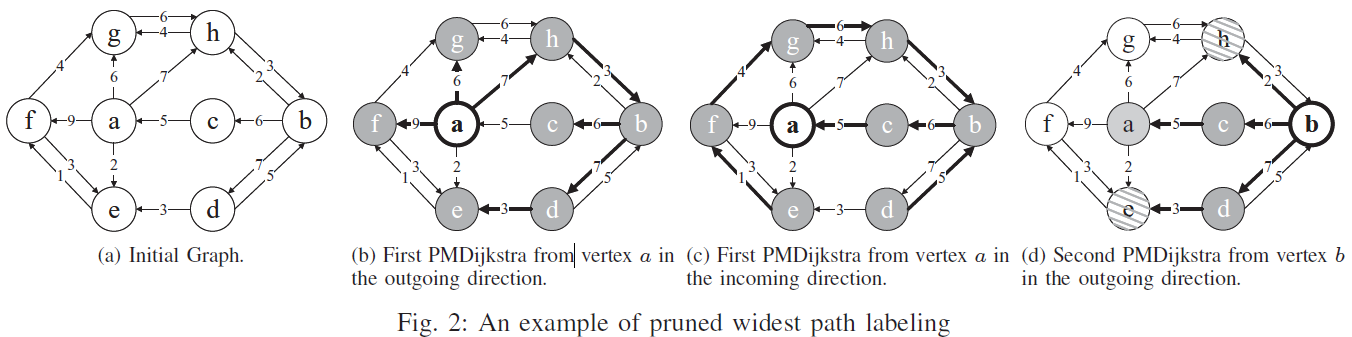 6
4
g
h
4
6
7
3
2
f
9
a
5
c
6
b
3
1
2
7
5
e
3
d
(a) Initial Graph.
6
4
g
h
4
6
7
3
2
f
9
a
5
c
6
b
3
1
2
7
5
e
3
d
(b) First PMDijkstra from vertex a in
the outgoing direction.
6
4
g
h
4
6
7
3
2
f
9
a
5
c
6
b
3
1
2
7
5
e
3
d
(c) First PMDijkstra from vertex a in
the incoming direction.
6
4
g
h
4
6
7
3
2
f
9
a
5
c
6
b
3
1
2
7
5
e
3
d
(d) Second PMDijkstra from vertex b
in the outgoing direction.
Fig. 2: An example of pruned widest path labeling